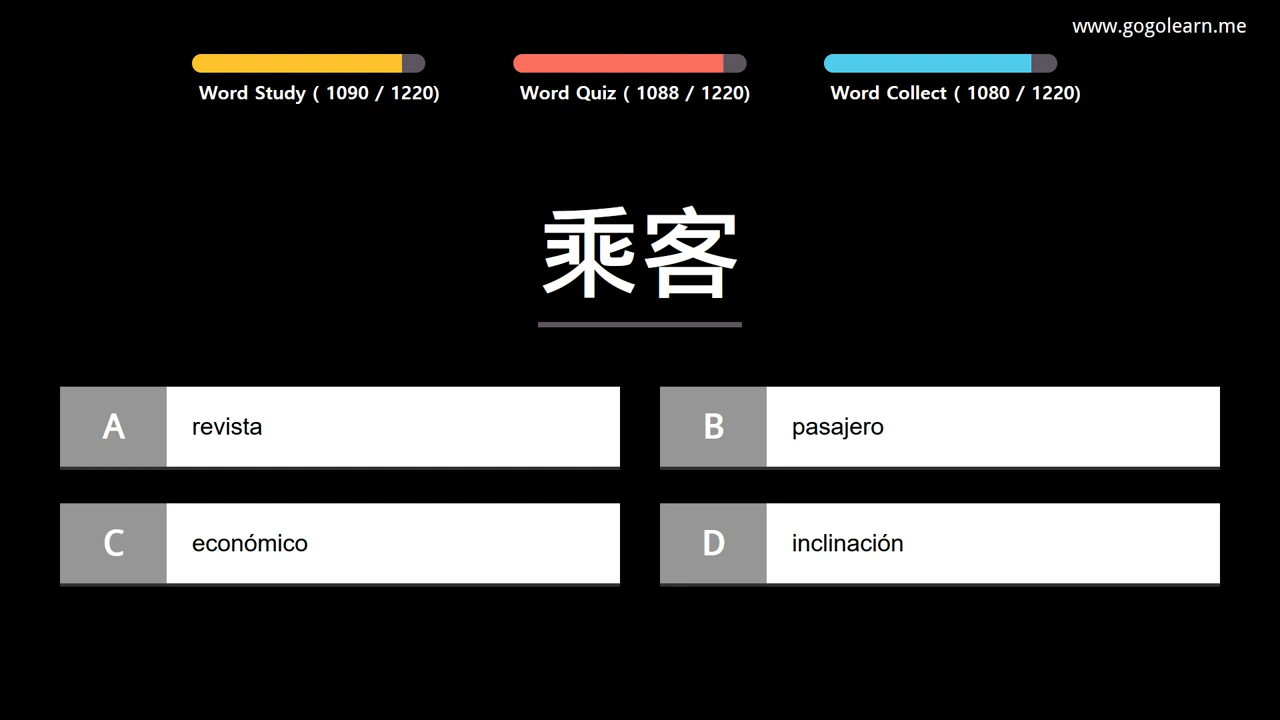 www.gogolearn.me
Word Study ( 1090 / 1220)
Word Quiz ( 1088 / 1220)
Word Collect ( 1080 / 1220)
乘客
A revista
B pasajero
C económico
D inclinación